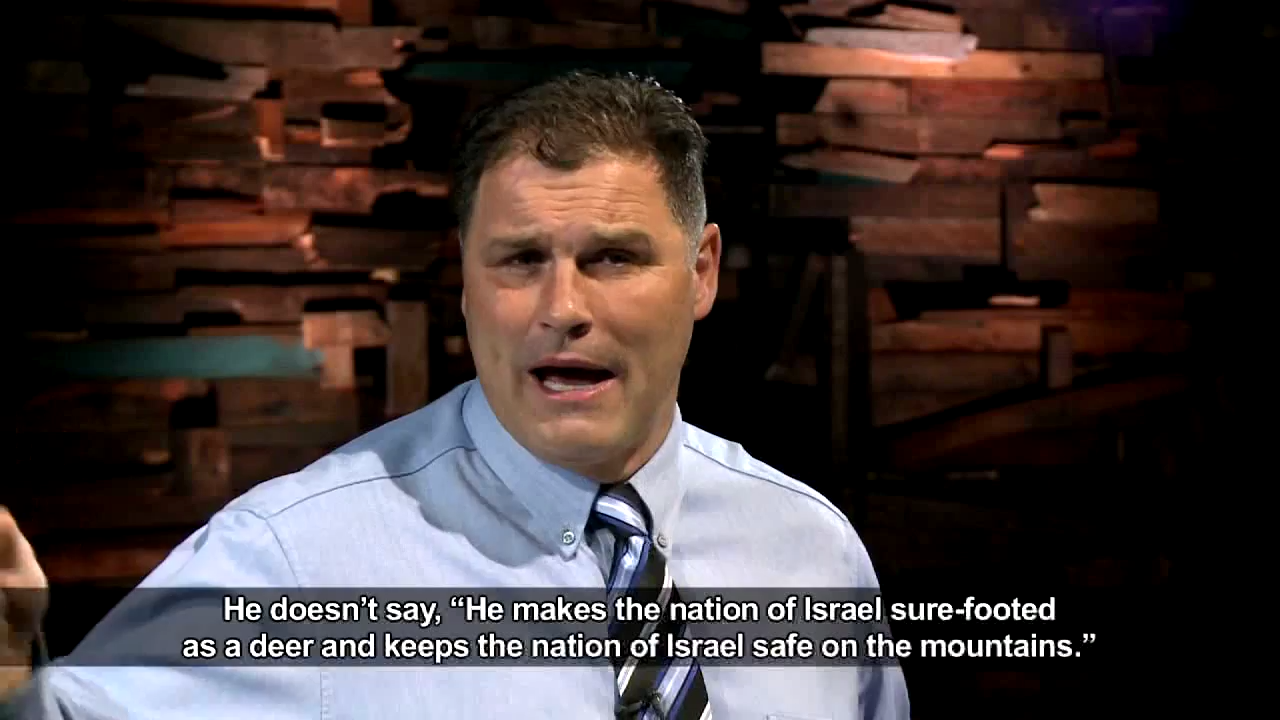 He doesn’t say, “He makes the nation of Israel sure-footed
as a deer and keeps the nation of Israel safe on the mountains.”